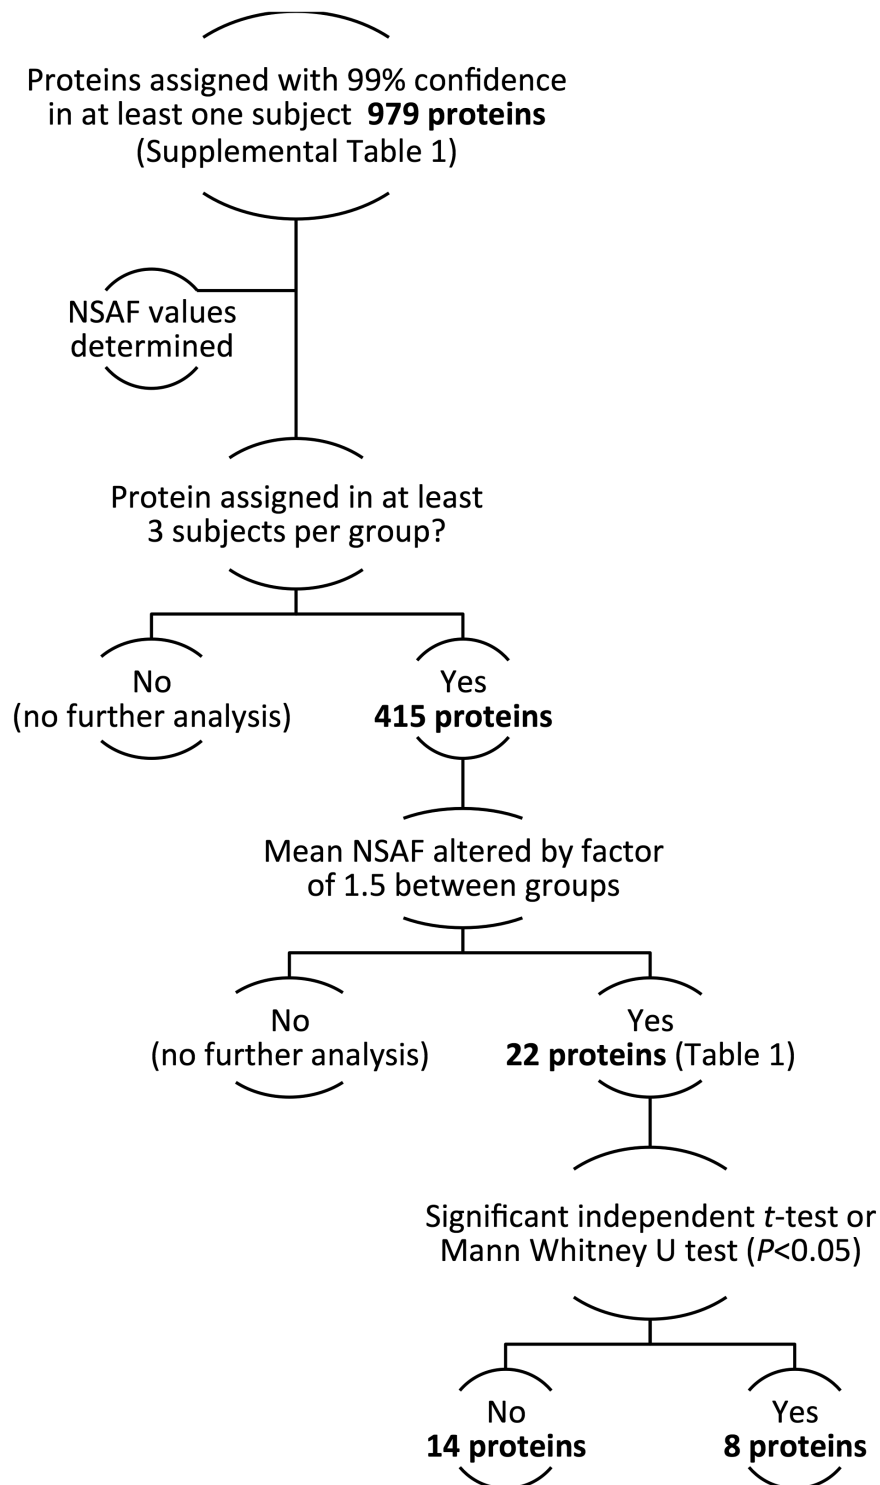 Proteins assigned with 99% confidence
in at least one subject  979 proteins
(Supplemental Table 1)
NSAF values
determined
Protein assigned in at least
3 subjects per group?
No
(no further analysis)
Yes
415 proteins
Mean NSAF altered by factor
of 1.5 between groups
No
(no further analysis)
Yes
22 proteins (Table 1)
Significant independent t-test or
Mann Whitney U test (P<0.05)
No
14 proteins
Yes
8 proteins